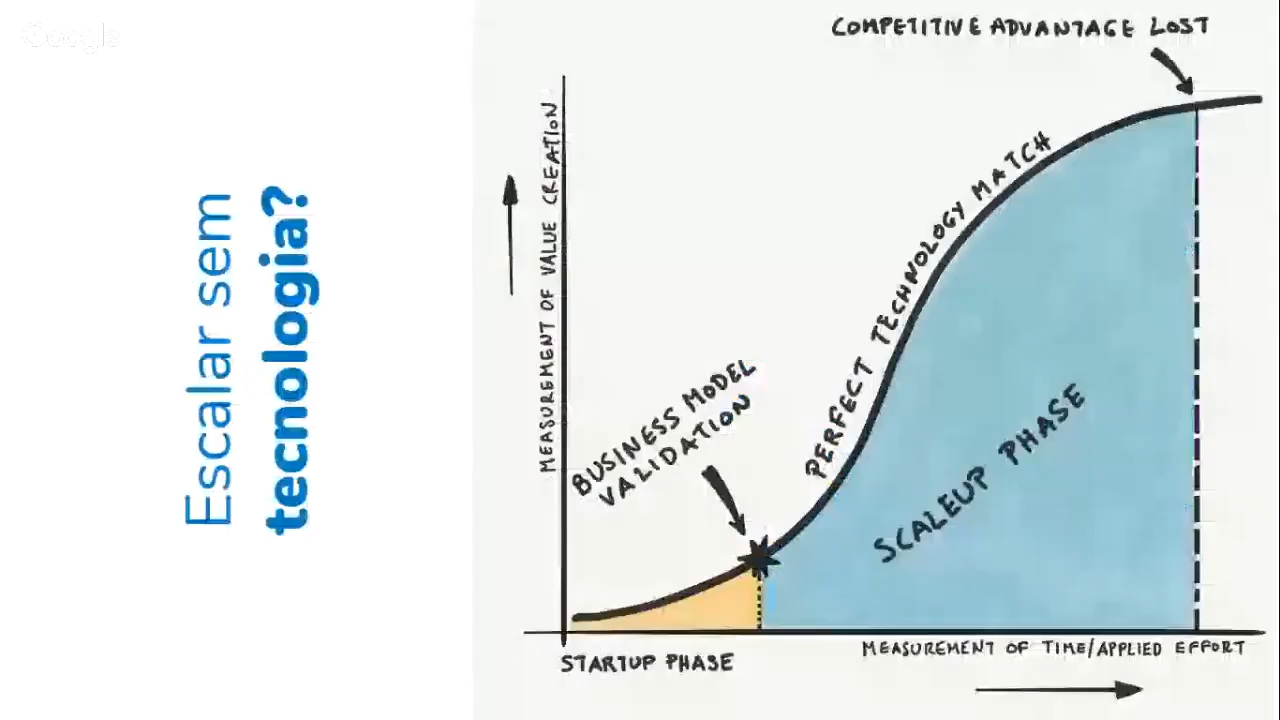 Google
Escalar sem
tecnologia?
COMPETITIVE ADVANTAGE LOST
MEASUREMENT OF VALUE CREATION
PERFECT TECHNOLOGY MATCH
BUSINESS MODEL
VALIDATION
SCALEUP PHASE
STARTUP PHASE
MEASUREMENT OF TIME/APPLIED EFFORT